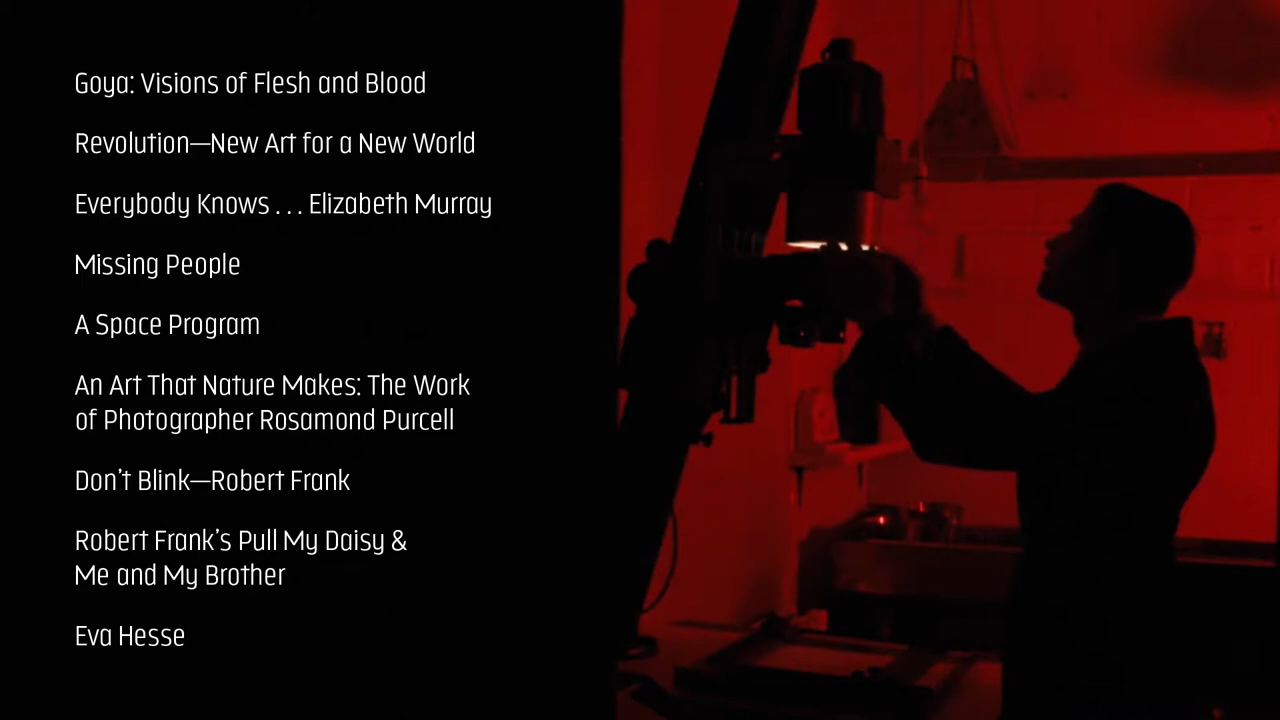 Goya: Visions of Flesh and Blood
Revolution—New Art for a New World
Everybody Knows . . . Elizabeth Murray
Missing People
A Space Program
An Art That Nature Makes: The Work
of Photographer Rosamond Purcell
Don’t Blink—Robert Frank
Robert Frank’s Pull My Daisy &
Me and My Brother
Eva Hesse